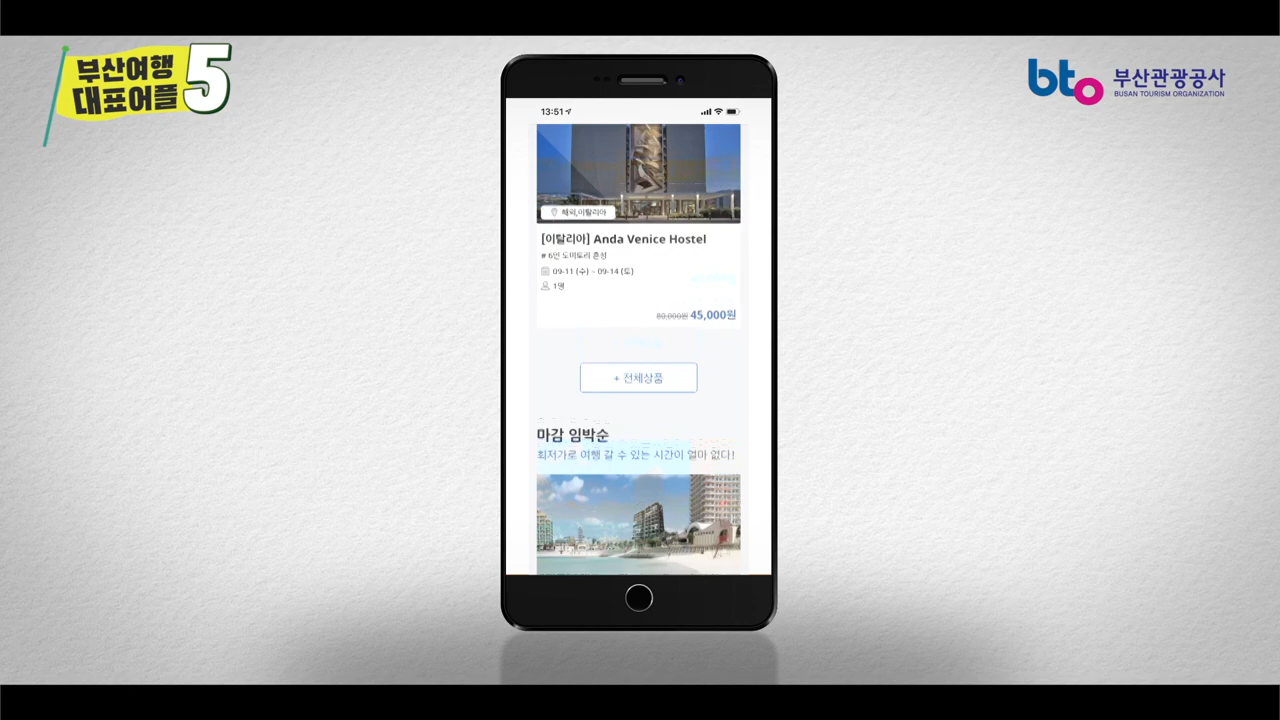 부산여행
대표어플 5
bto 부산관광공사
BUSAN TOURISM ORGANIZATION
13:51
해외,이탈리아
[이탈리아] Anda Venice Hostel
# 6인 도미토리 혼성
09-11 (수) ~ 09-14 (토)
1명
80,000원 45,000원
+ 전체상품
마감 임박순
최저가로 여행 갈 수 있는 시간이 얼마 없다!